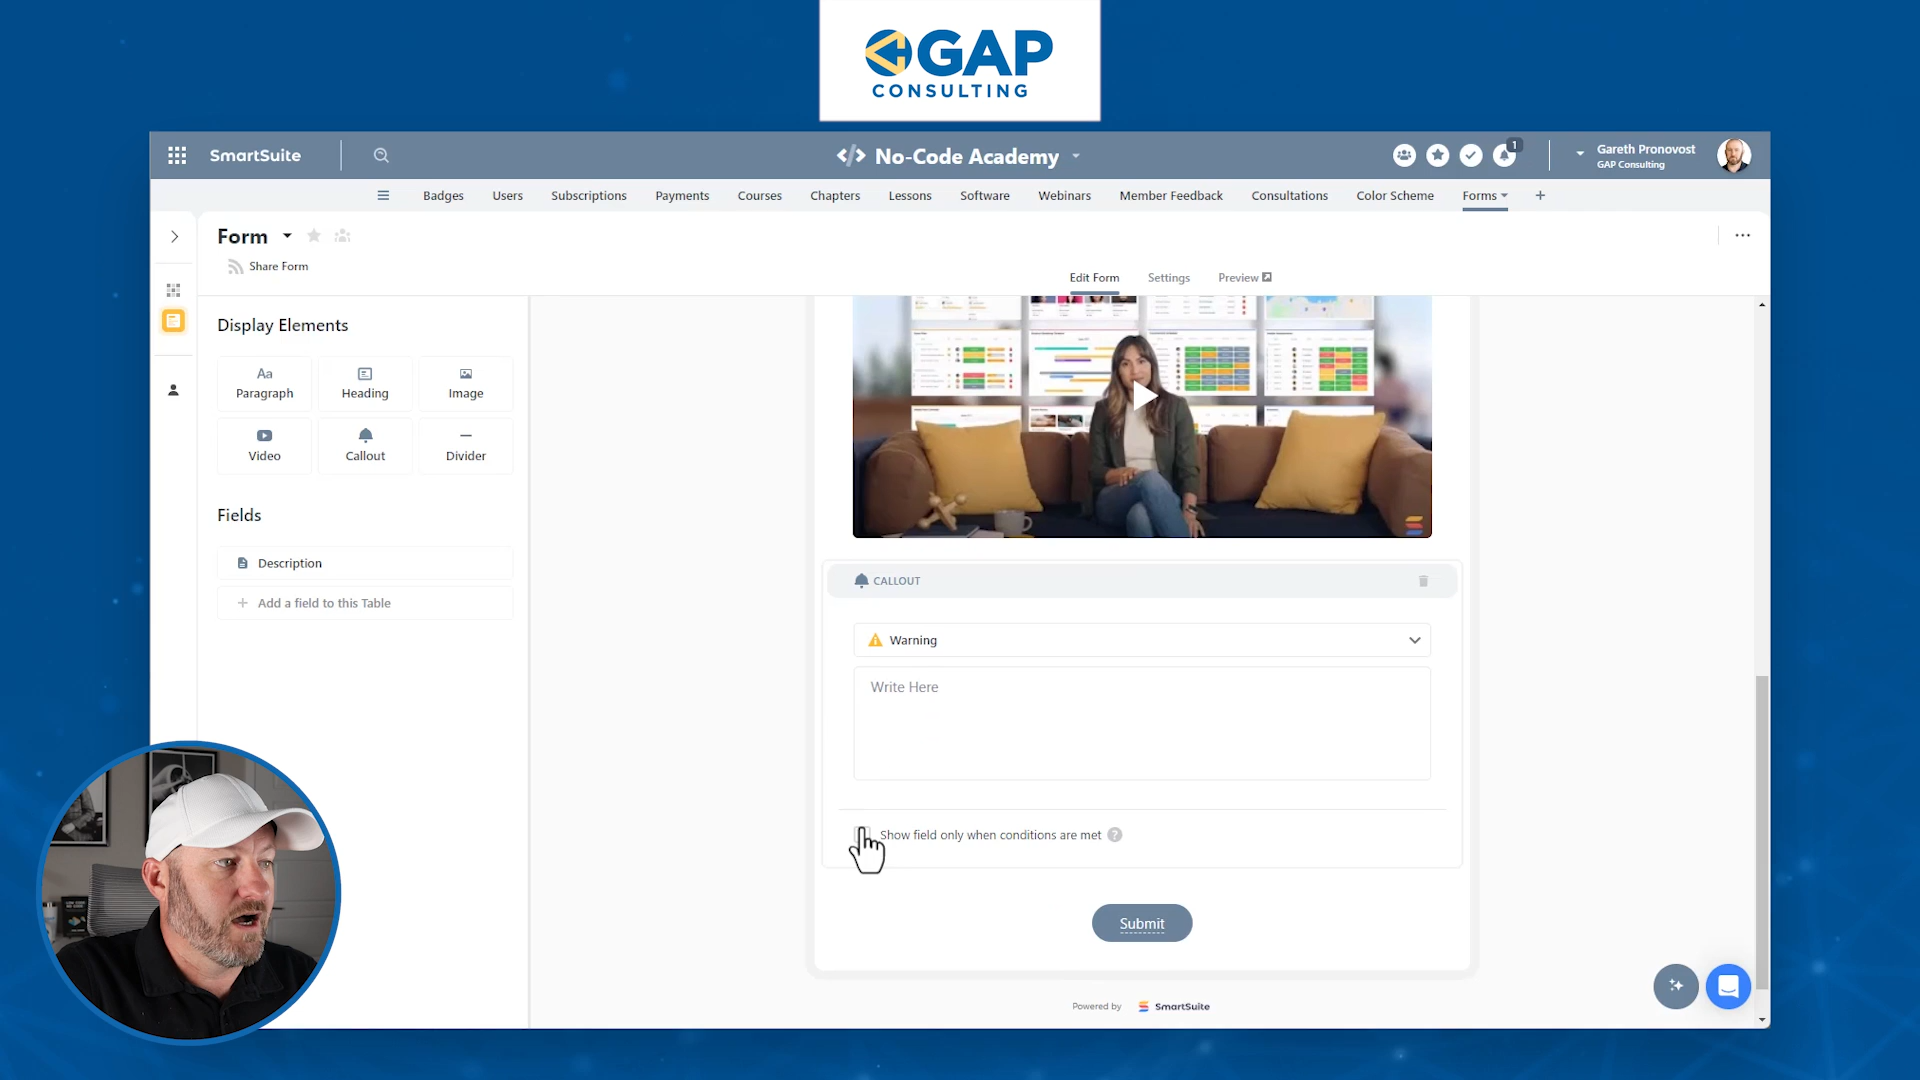 GAP
CONSULTING
SmartSuite
No-Code Academy
1
Gareth Pronovost
GAP Consulting
Badges
Users
Subscriptions
Payments
Courses
Chapters
Lessons
Software
Webinars
Member Feedback
Consultations
Color Scheme
Forms
Form
Share Form
Edit Form
Settings
Preview
Display Elements
Aa
Paragraph
Heading
Image
Video
Callout
Divider
Fields
Description
Add a field to this Table
CALLOUT
Warning
Write Here
Show field only when conditions are met
Submit
Powered by SmartSuite